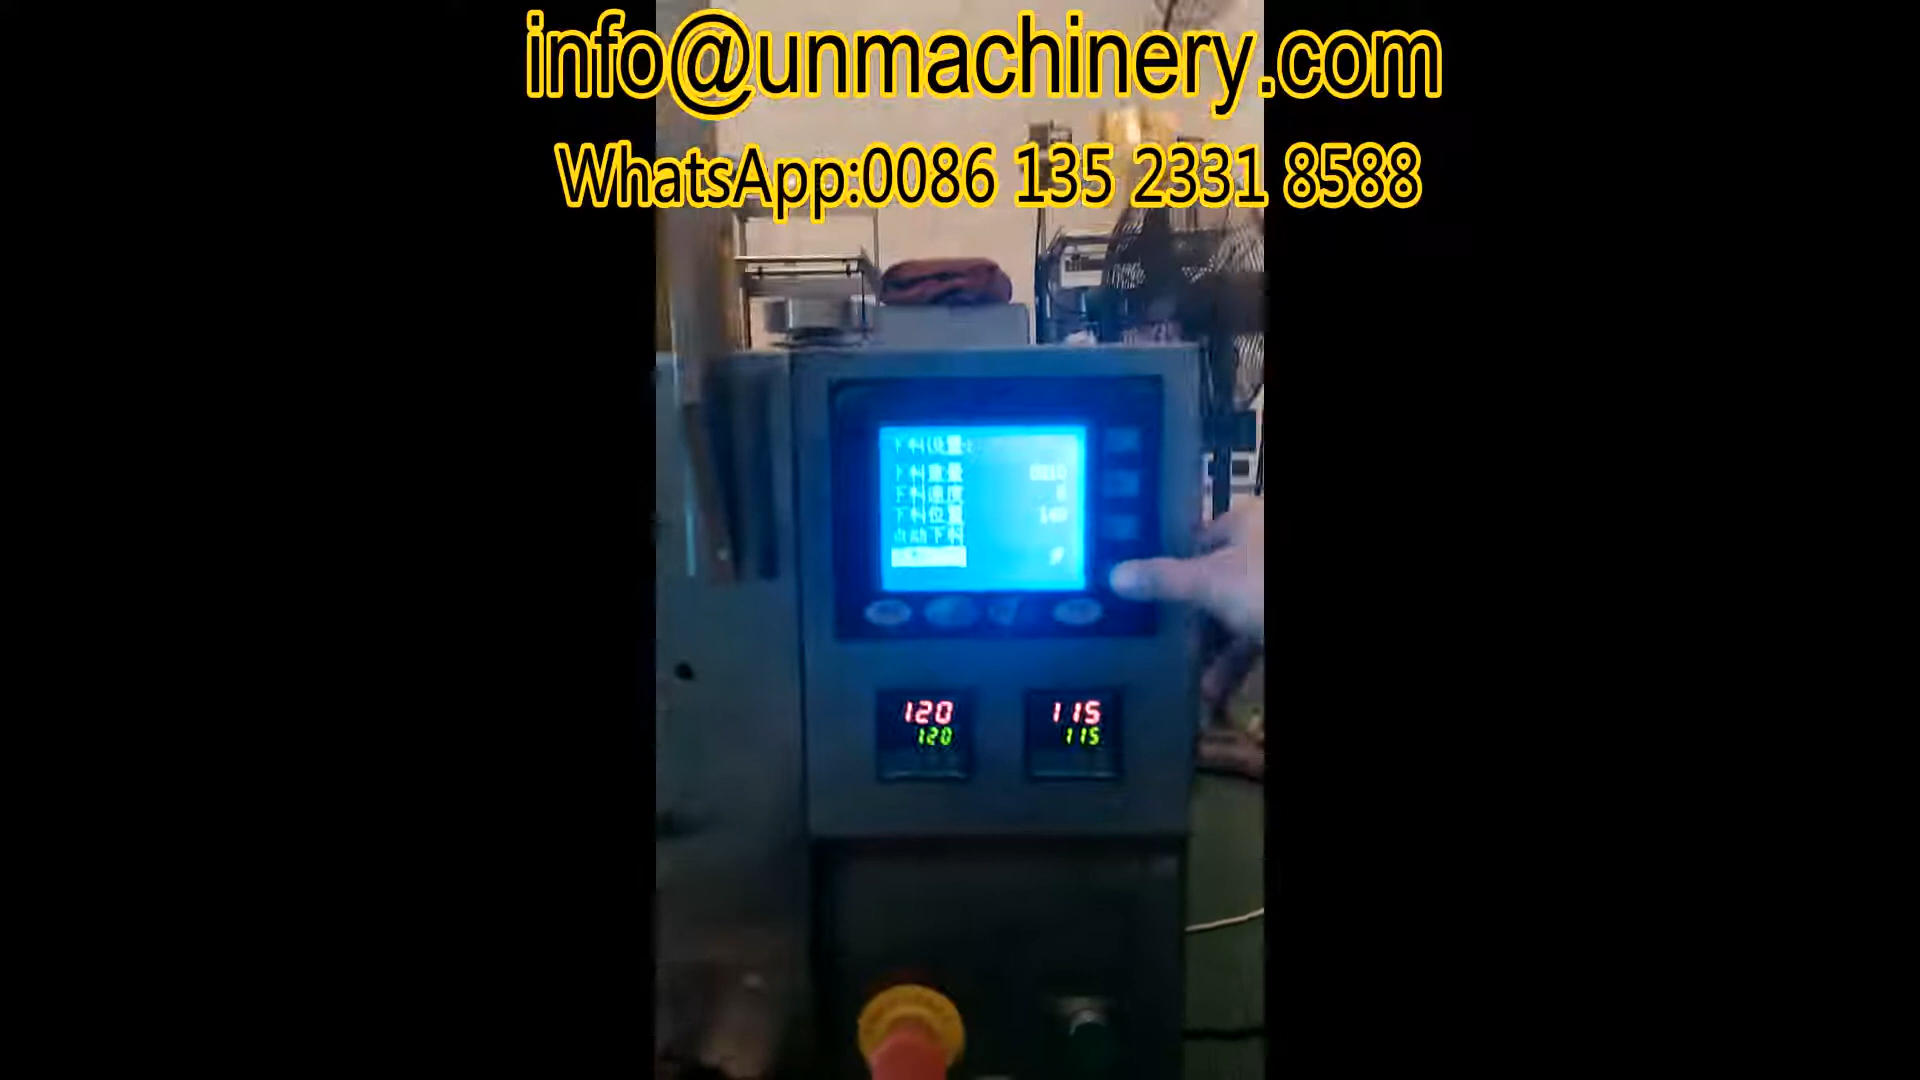 info@unmachinery.com
WhatsApp:0086 135 2331 8588
下料设置:
下料重量
下料速度
下料位置
点动下料
120 115
120 115